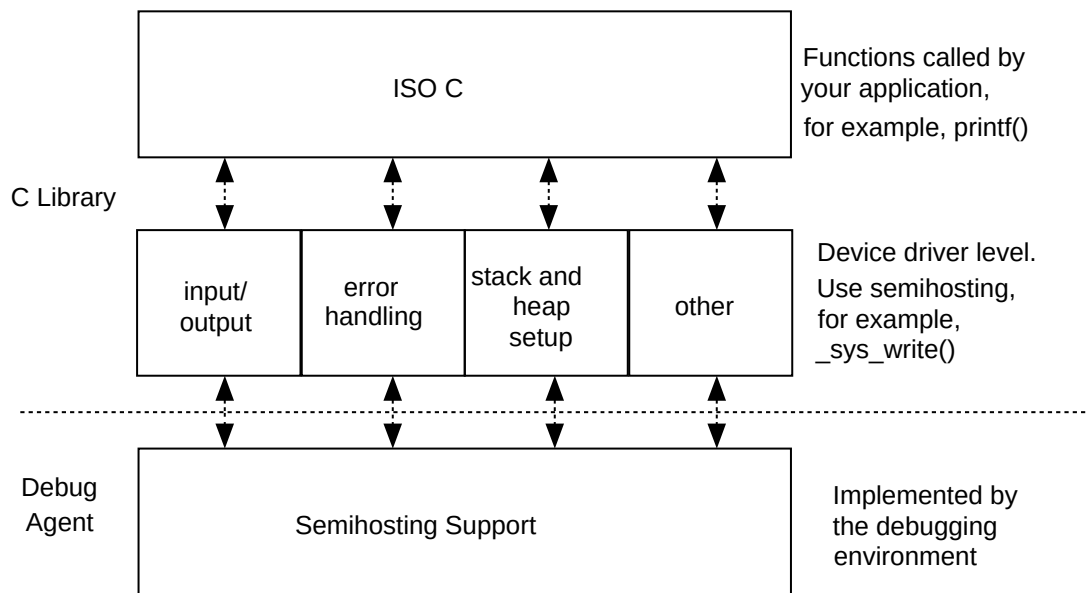 ISO C
Functions called by
your application,
for example, printf()
C Library
input/
output
error
handling
stack and
heap
setup
other
Device driver level.
Use semihosting,
for example,
_sys_write()
Debug
Agent
Semihosting Support
Implemented by
the debugging
environment